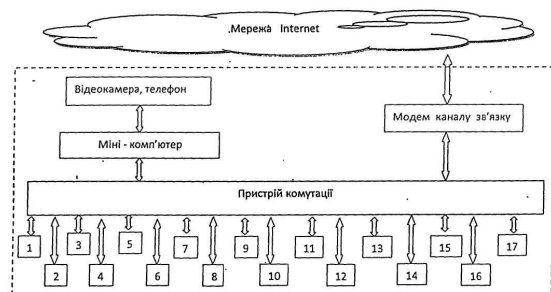 .Мережа Internet
Відеокамера, телефон
Модем каналу зв'язку
Міні - комп'ютер
Пристрій комутації
1 3 5 7 9 11 13 15 17
2 4 6 8 10 12 14 16